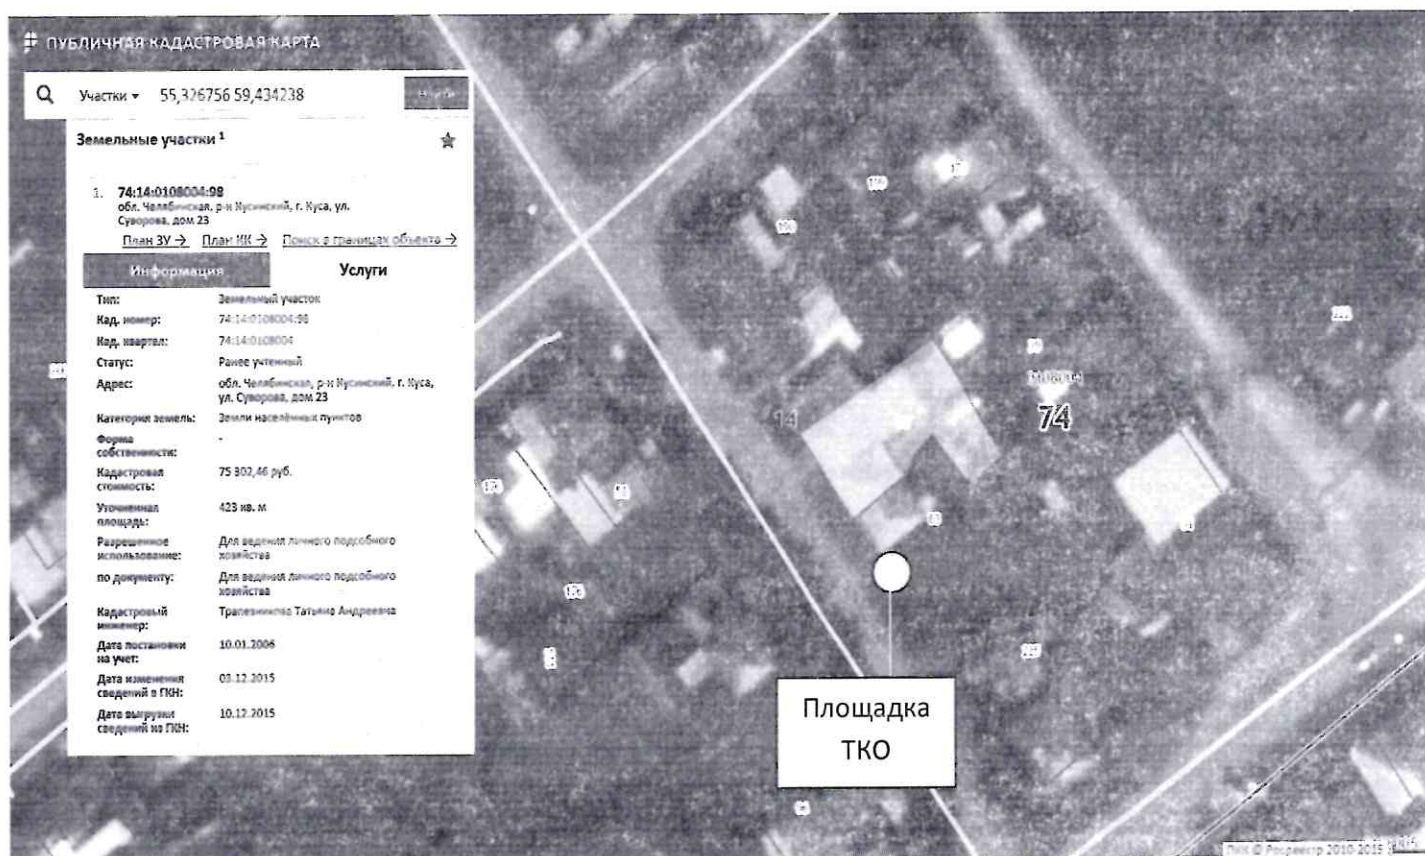 ПУБЛИЧНАЯ КАДАСТРОВАЯ КАРТА
Участки 55,326756 59,434238
Земельные участки 1
1. 74:14:0108004:98
обл. Челябинская, р-н Кусинский, г. Куса, ул.
Суворова, дом 23
План ЗУ → План КК → Поиск в границах объекта →
Информация Услуги
Тип: Земельный участок
Кад. номер: 74:14:0108004:98
Кад. квартал: 74:14:0108004
Статус: Ранее учтенный
Адрес: обл. Челябинская, р-н Кусинский, г. Куса,
ул. Суворова, дом 23
Категория земель: Земли населённых пунктов
Форма
собственности: -
Кадастровая
стоимость: 75 802,46 руб.
Уточненная
площадь: 423 кв. м
Разрешенное
использование: Для ведения личного подсобного
хозяйства
по документу: Для ведения личного подсобного
хозяйства
Кадастровый
инженер: Трапезникова Татьяна Андреевна
Дата постановки
на учет: 10.01.2006
Дата изменения
сведений в ГКН: 03.12.2015
Дата выгрузки
сведений из ГКН: 10.12.2015
14
74
Площадка
ТКО
ПКК © Росреестр 2010-2015